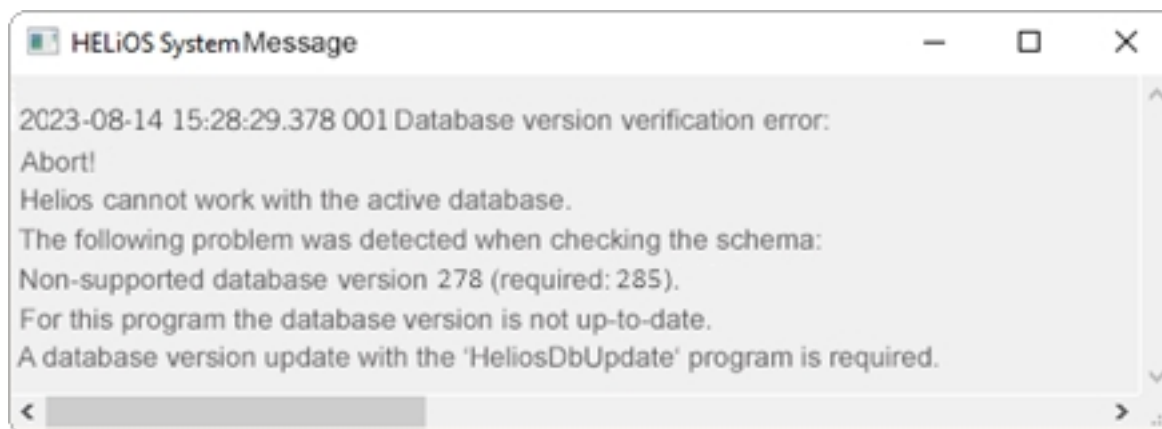 HELiOS System Message
2023-08-14 15:28:29.378 001 Database version verification error:
Abort!
Helios cannot work with the active database.
The following problem was detected when checking the schema:
Non-supported database version 278 (required: 285).
For this program the database version is not up-to-date.
A database version update with the ‘HeliosDbUpdate‘ program is required.